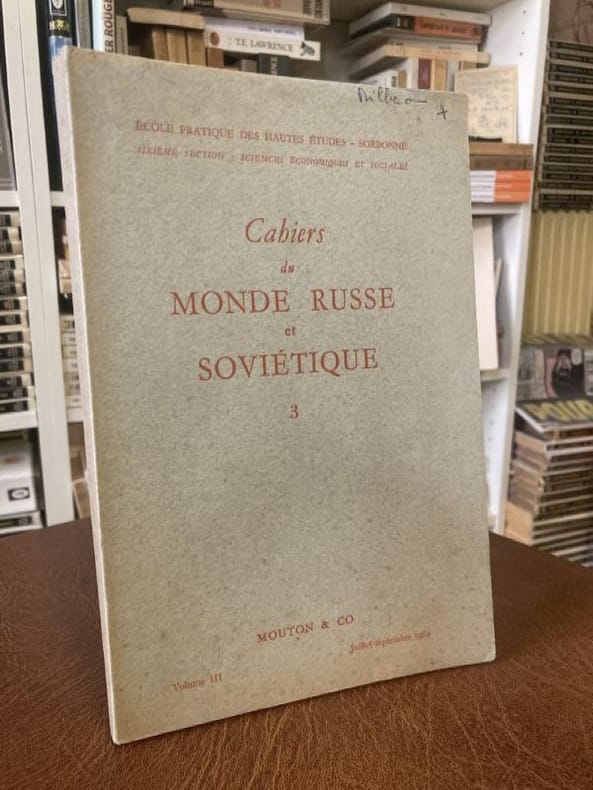 T.E. LAWRENCE
ÉCOLE PRATIQUE DES HAUTES ÉTUDES - SORBONNE
SIXIÈME SECTION : SCIENCES ÉCONOMIQUES ET SOCIALES
Cahiers
du
MONDE RUSSE
et
SOVIÉTIQUE
3
MOUTON & CO
Juillet-septembre 1962
Volume III